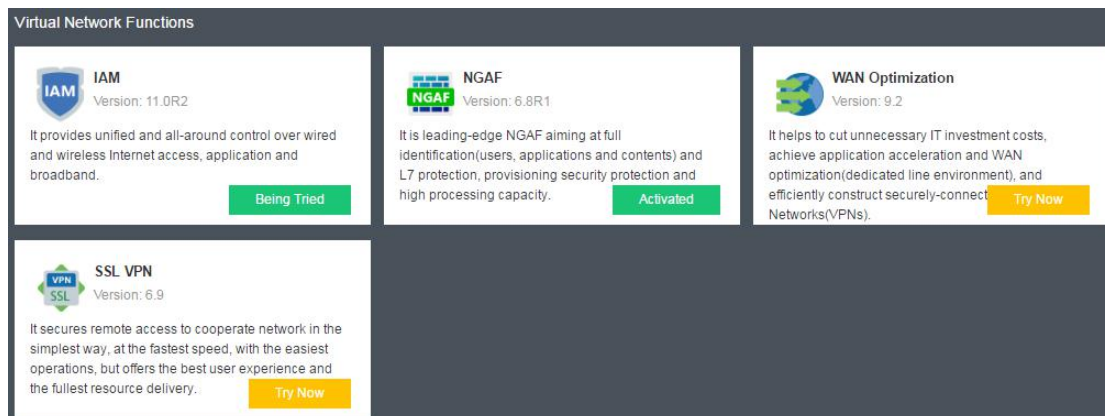 Virtual Network Functions
IAM
IAM
Version: 11.0R2
It provides unified and all-around control over wired
and wireless Internet access, application and
broadband.
Being Tried
NGAF
NGAF
Version: 6.8R1
It is leading-edge NGAF aiming at full
identification(users, applications and contents) and
L7 protection, provisioning security protection and
high processing capacity.
Activated
WAN Optimization
Version: 9.2
It helps to cut unnecessary IT investment costs,
achieve application acceleration and WAN
optimization(dedicated line environment), and
efficiently construct securely-connect
Networks(VPNs).
Try Now
VPN
SSL
SSL VPN
Version: 6.9
It secures remote access to cooperate network in the
simplest way, at the fastest speed, with the easiest
operations, but offers the best user experience and
the fullest resource delivery.
Try Now